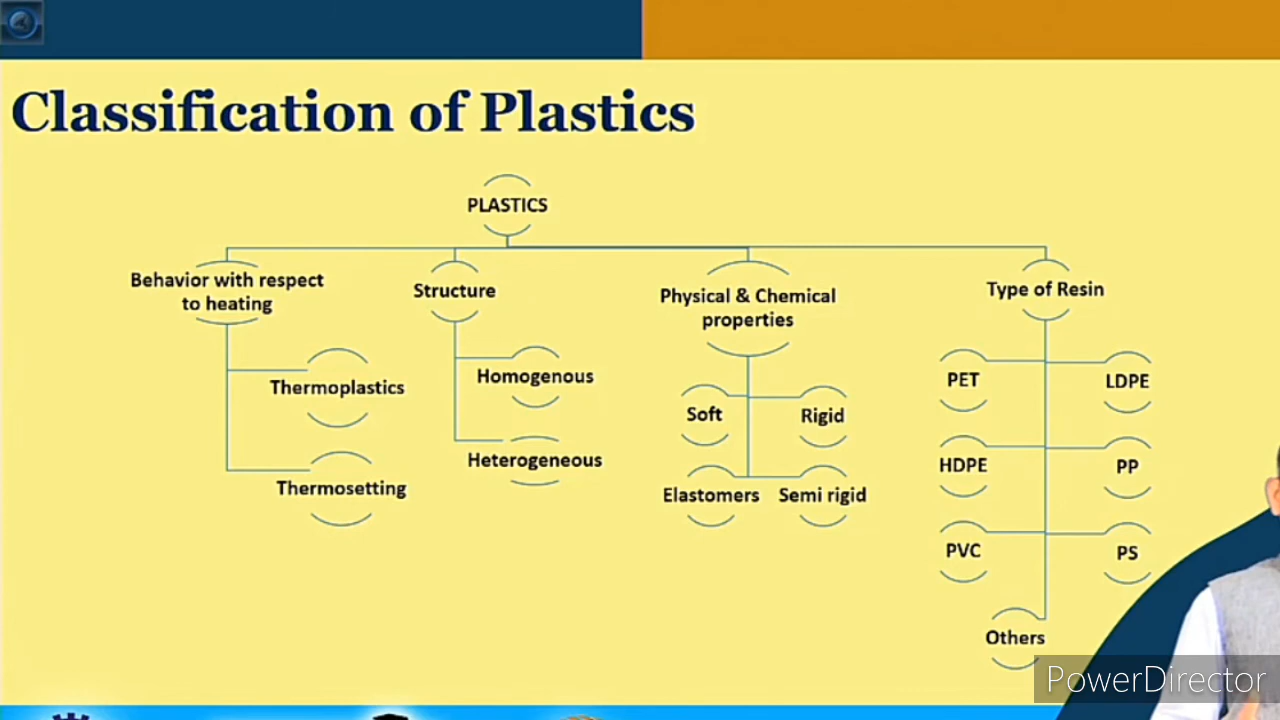 Classification of Plastics
PLASTICS
Behavior with respect
to heating
Structure
Physical & Chemical
properties
Type of Resin
Thermoplastics
Thermosetting
Homogenous
Heterogeneous
Soft
Rigid
Elastomers
Semi rigid
PET
LDPE
HDPE
PP
PVC
PS
Others
PowerDirector